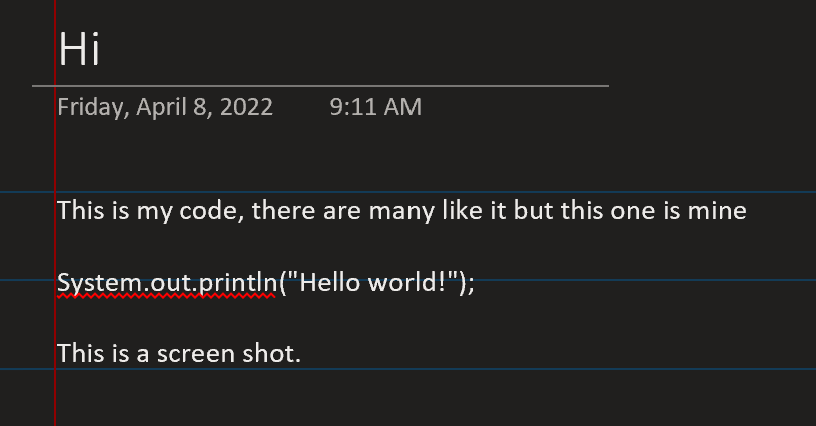 Hi
Friday, April 8, 2022 9:11 AM
This is my code, there are many like it but this one is mine
System.out.println("Hello world!");
This is a screen shot.